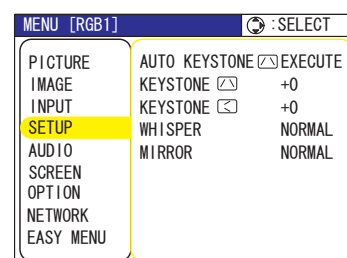 MENU [RGB1] :SELECT
PICTURE
IMAGE
INPUT
SETUP
AUDIO
SCREEN
OPTION
NETWORK
EASY MENU
AUTO KEYSTONE EXECUTE
KEYSTONE +0
KEYSTONE +0
WHISPER NORMAL
MIRROR NORMAL